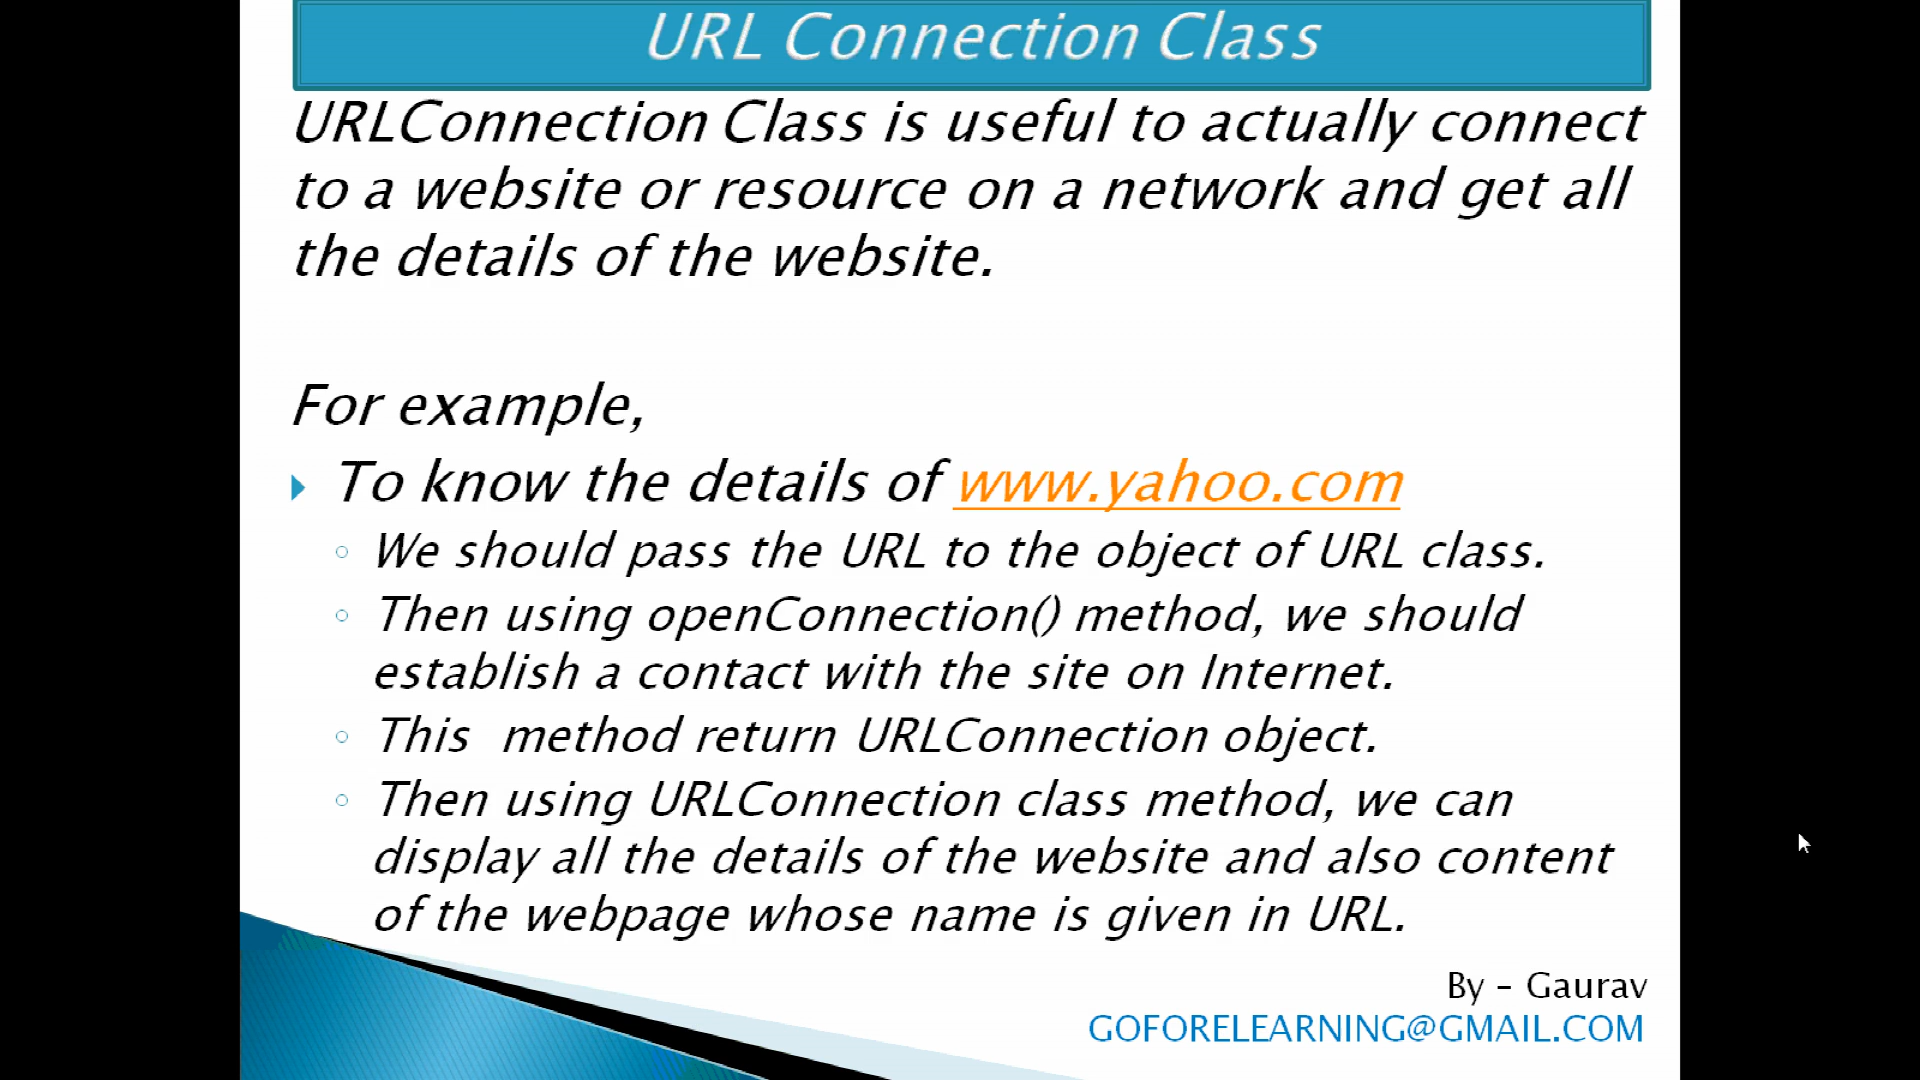 URL Connection Class
URLConnection Class is useful to actually connect
to a website or resource on a network and get all
the details of the website.
For example,
To know the details of www.yahoo.com
We should pass the URL to the object of URL class.
Then using openConnection() method, we should
establish a contact with the site on Internet.
This  method return URLConnection object.
Then using URLConnection class method, we can
display all the details of the website and also content
of the webpage whose name is given in URL.
By – Gaurav
GOFORELEARNING@GMAIL.COM